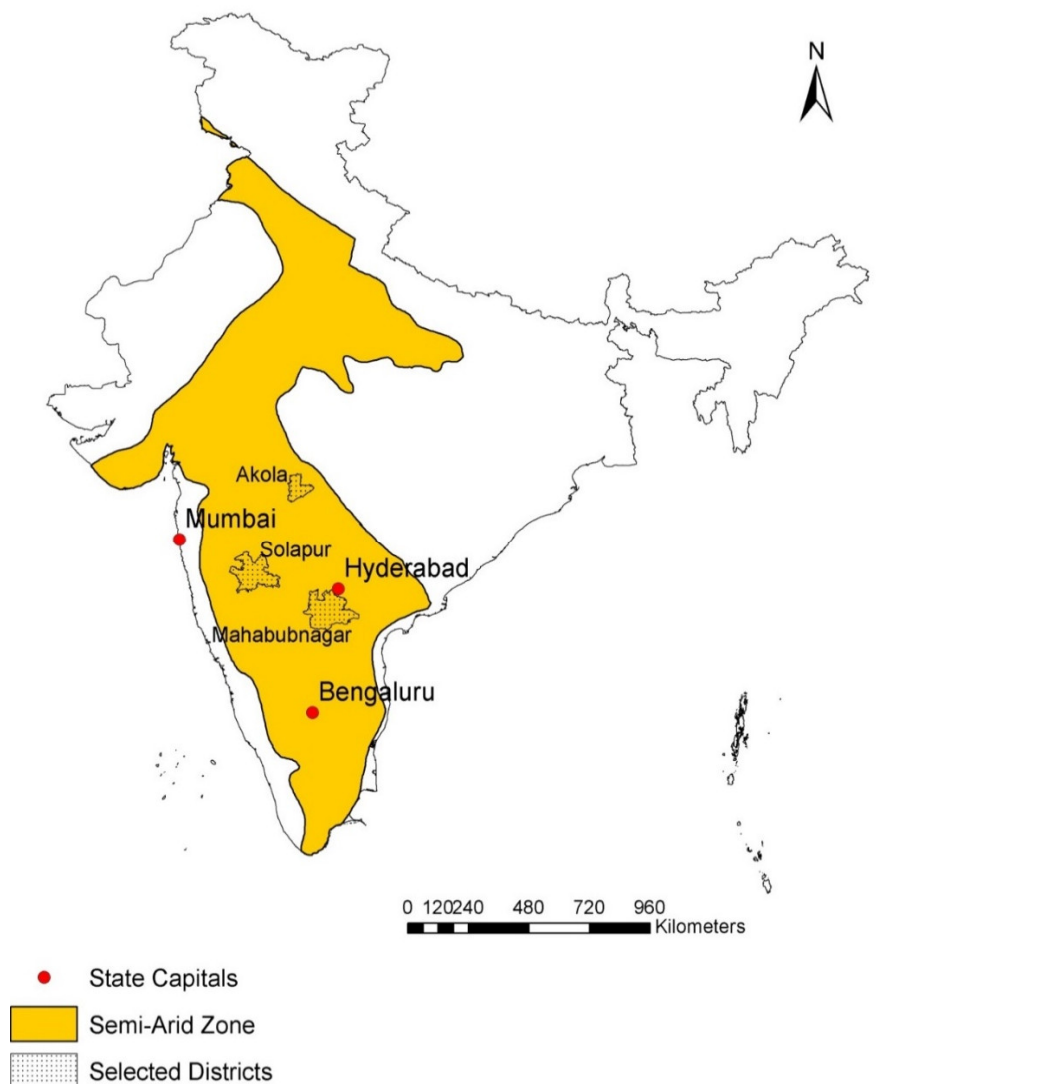 N
Akola
Mumbai
Solapur
Hyderabad
Mahabubnagar
Bengaluru
0 120240 480 720 960
Kilometers
State Capitals
Semi-Arid Zone
Selected Districts